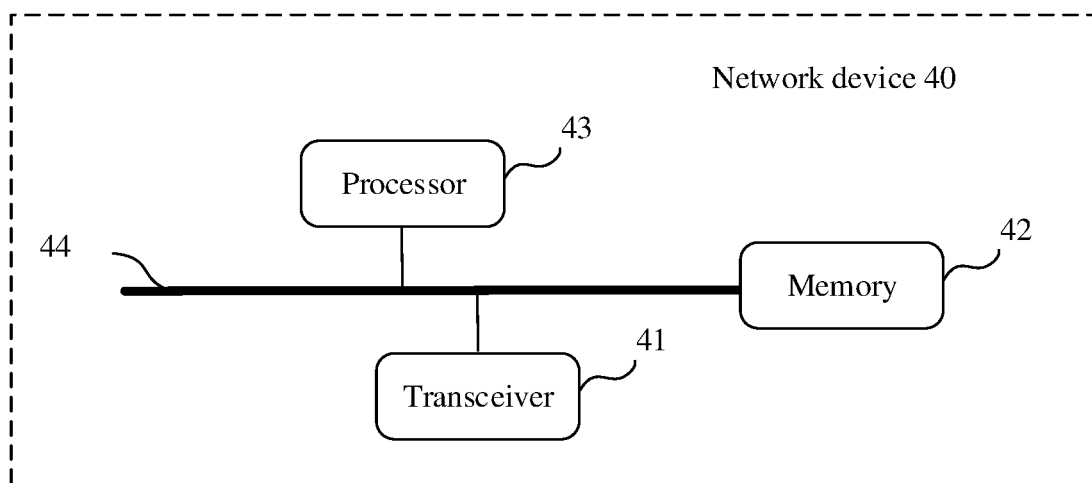 Network device 40
43
Processor
44
42
Memory
41
Transceiver